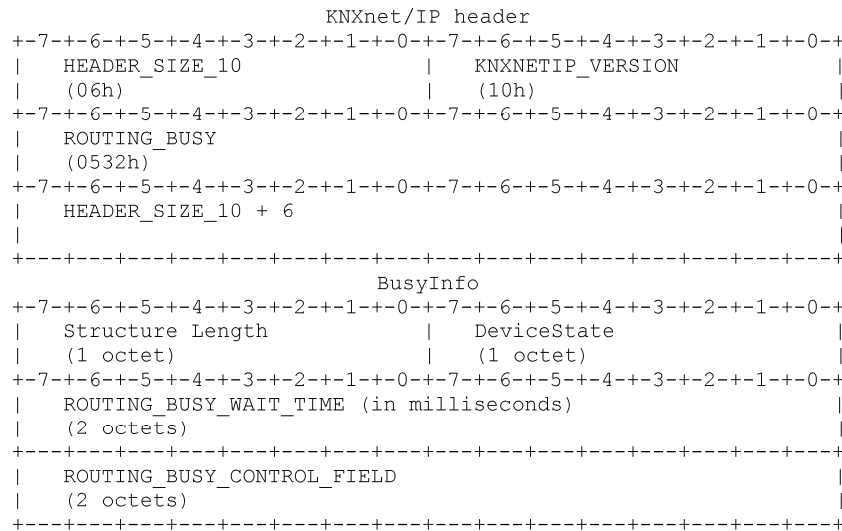 KNXnet/IP header
+-7-+-6-+-5-+-4-+-3-+-2-+-1-+-0-+-7-+-6-+-5-+-4-+-3-+-2-+-1-+-0-+
|   HEADER_SIZE_10              |   KNXNETIP_VERSION            |
|   (06h)                       |   (10h)                       |
+-7-+-6-+-5-+-4-+-3-+-2-+-1-+-0-+-7-+-6-+-5-+-4-+-3-+-2-+-1-+-0-+
|   ROUTING_BUSY                                                |
|   (0532h)                                                     |
+-7-+-6-+-5-+-4-+-3-+-2-+-1-+-0-+-7-+-6-+-5-+-4-+-3-+-2-+-1-+-0-+
|   HEADER_SIZE_10 + 6                                          |
|                                                               |
+---+---+---+---+---+---+---+---+---+---+---+---+---+---+---+---+
BusyInfo
+-7-+-6-+-5-+-4-+-3-+-2-+-1-+-0-+-7-+-6-+-5-+-4-+-3-+-2-+-1-+-0-+
|   Structure Length            |   DeviceState                 |
|   (1 octet)                   |   (1 octet)                   |
+-7-+-6-+-5-+-4-+-3-+-2-+-1-+-0-+-7-+-6-+-5-+-4-+-3-+-2-+-1-+-0-+
|   ROUTING_BUSY_WAIT_TIME (in milliseconds)                    |
|   (2 octets)                                                  |
+---+---+---+---+---+---+---+---+---+---+---+---+---+---+---+---+
|   ROUTING_BUSY_CONTROL_FIELD                                  |
|   (2 octets)                                                  |
+---+---+---+---+---+---+---+---+---+---+---+---+---+---+---+---+